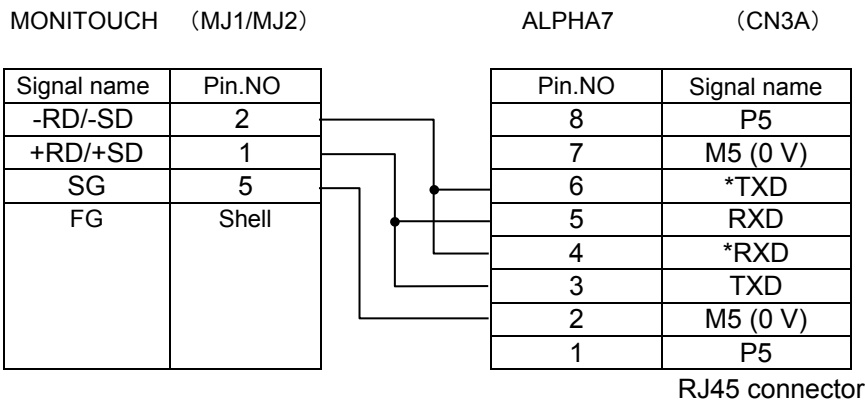 MONITOUCH （MJ1/MJ2） ALPHA7 （CN3A）
Signal name Pin.NO Pin.NO Signal name
-RD/-SD 2 8 P5
+RD/+SD 1 7 M5 (0 V)
SG 5 6 *TXD
FG Shell 5 RXD
4 *RXD
3 TXD
2 M5 (0 V)
1 P5
RJ45 connector